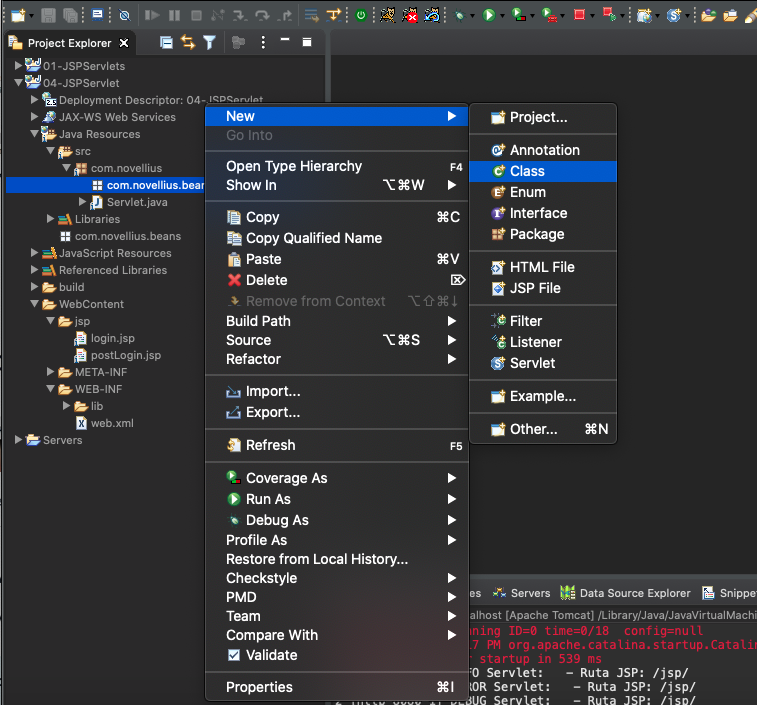 Project Explorer
01-JSPServlets
04-JSPServlet
Deployment Descriptor: 04-JSPServlet
JAX-WS Web Services
Java Resources
src
com.novellius
com.novellius.bear
Servlet.java
Libraries
com.novellius.beans
JavaScript Resources
Referenced Libraries
build
WebContent
jsp
login.jsp
postLogin.jsp
META-INF
WEB-INF
lib
web.xml
Servers
New
Go Into
Open Type Hierarchy F4
Show In ⌥⌘W
Copy ⌘C
Copy Qualified Name
Paste ⌘V
Delete ⌦
Remove from Context ⌥⇧⌘↓
Build Path
Source ⌥⌘S
Refactor
Import...
Export...
Refresh F5
Coverage As
Run As
Debug As
Profile As
Restore from Local History...
Checkstyle
PMD
Team
Compare With
Validate
Properties ⌘I
Project...
Annotation
Class
Enum
Interface
Package
HTML File
JSP File
Filter
Listener
Servlet
Example...
Other... ⌘N
es Servers Data Source Explorer Snippe
alhost [Apache Tomcat] /Library/Java/JavaVirtualMachi
ning ID=0 time=0/18 config=null
17 PM org.apache.catalina.startup.Catalin
r startup in 539 ms
FO Servlet: - Ruta JSP: /jsp/
ROR Servlet: - Ruta JSP: /jsp/
DEBUG Servlet: - Ruta JSP: /jsp/